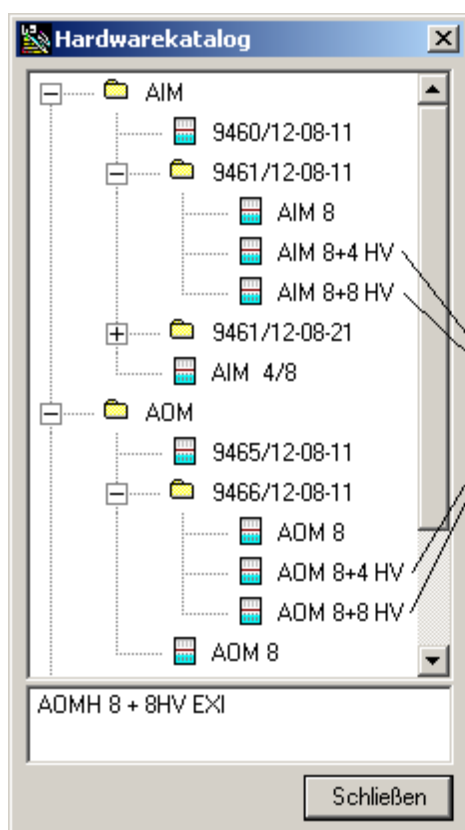 Hardwarekatalog
AIM
9460/12-08-11
9461/12-08-11
AIM 8
AIM 8+4 HV
AIM 8+8 HV
9461/12-08-21
AIM 4/8
AOM
9465/12-08-11
9466/12-08-11
AOM 8
AOM 8+4 HV
AOM 8+8 HV
AOM 8
AOMH 8 + 8HV EXI
Schließen